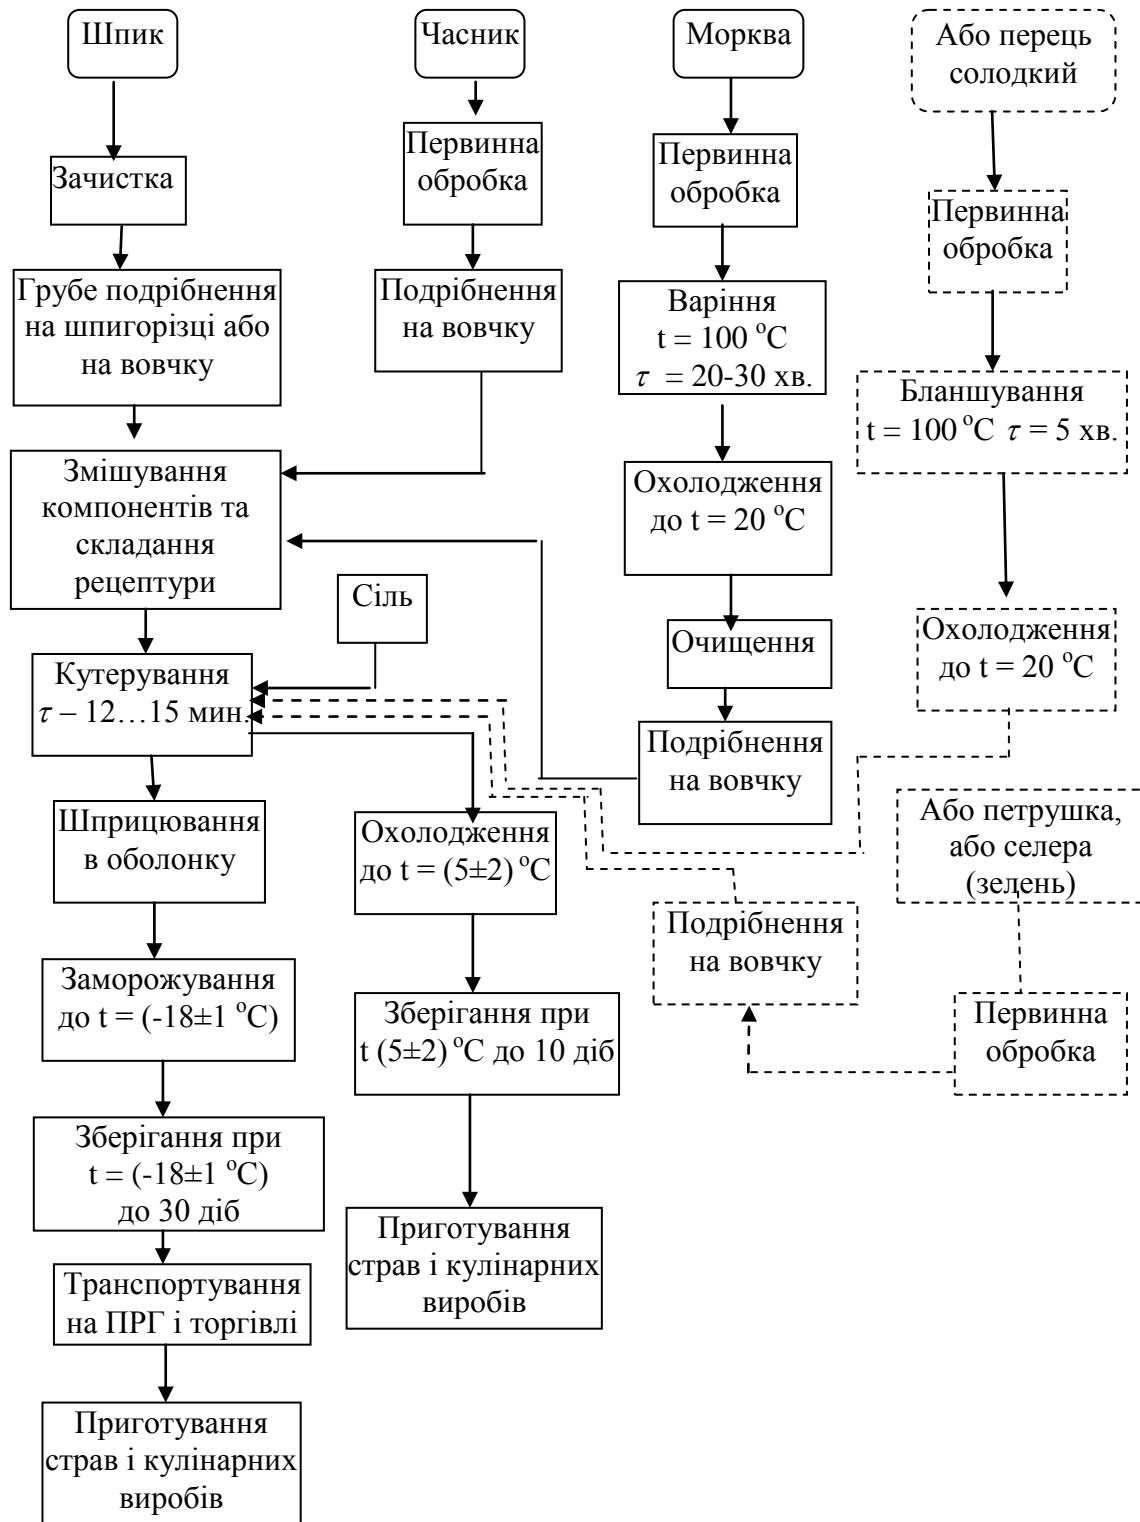 Шпик
Часник
Морква
Або перець
солодкий
Зачистка
Первинна
обробка
Первинна
обробка
Первинна
обробка
Грубе подрібнення
на шпигорізці або
на вовчку
Подрібнення
на вовчку
Варіння
t = 100 °C
τ = 20-30 хв.
Бланшування
t = 100 °C τ = 5 хв.
Змішування
компонентів та
складання
рецептури
Охолодження
до t = 20 °C
Сіль
Очищення
Охолодження
до t = 20 °C
Кутерування
τ – 12…15 мин.
Подрібнення
на вовчку
Шприцювання
в оболонку
Охолодження
до t = (5±2) °C
Або петрушка,
або селера
(зелень)
Подрібнення
на вовчку
Заморожування
до t = (-18±1 °C)
Зберігання при
t (5±2) °C до 10 діб
Первинна
обробка
Зберігання при
t = (-18±1 °C)
до 30 діб
Приготування
страв і кулінарних
виробів
Транспортування
на ПРГ і торгівлі
Приготування
страв і кулінарних
виробів